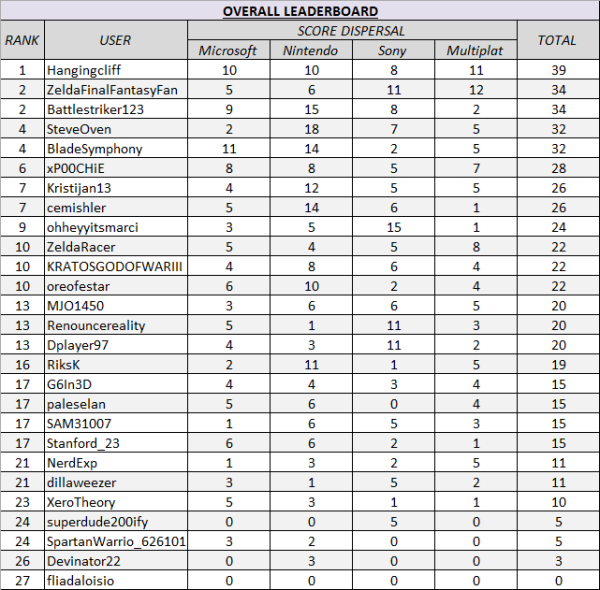 OVERALL LEADERBOARD
RANK USER SCORE DISPERSAL TOTAL
Microsoft Nintendo Sony Multiplat
1 Hangingcliff 10 10 8 11 39
2 ZeldaFinalFantasyFan 5 6 11 12 34
2 Battlestriker123 9 15 8 2 34
4 SteveOven 2 18 7 5 32
4 BladeSymphony 11 14 2 5 32
6 xP00CHiE 8 8 5 7 28
7 Kristijan13 4 12 5 5 26
7 cemishler 5 14 6 1 26
9 ohheyyitsmarci 3 5 15 1 24
10 ZeldaRacer 5 4 5 8 22
10 KRATOSGODOFWARIII 4 8 6 4 22
10 oreofestar 6 10 2 4 22
13 MJO1450 3 6 6 5 20
13 Renouncereality 5 1 11 3 20
13 Dplayer97 4 3 11 2 20
16 RiksK 2 11 1 5 19
17 G6In3D 4 4 3 4 15
17 paleselan 5 6 0 4 15
17 SAM31007 1 6 5 3 15
17 Stanford_23 6 6 2 1 15
21 NerdExp 1 3 2 5 11
21 dillaweezer 3 1 5 2 11
23 XeroTheory 5 3 1 1 10
24 superdude200ify 0 0 5 0 5
24 SpartanWarrio_626101 3 2 0 0 5
26 Devinator22 0 3 0 0 3
27 fliadaloisio 0 0 0 0 0